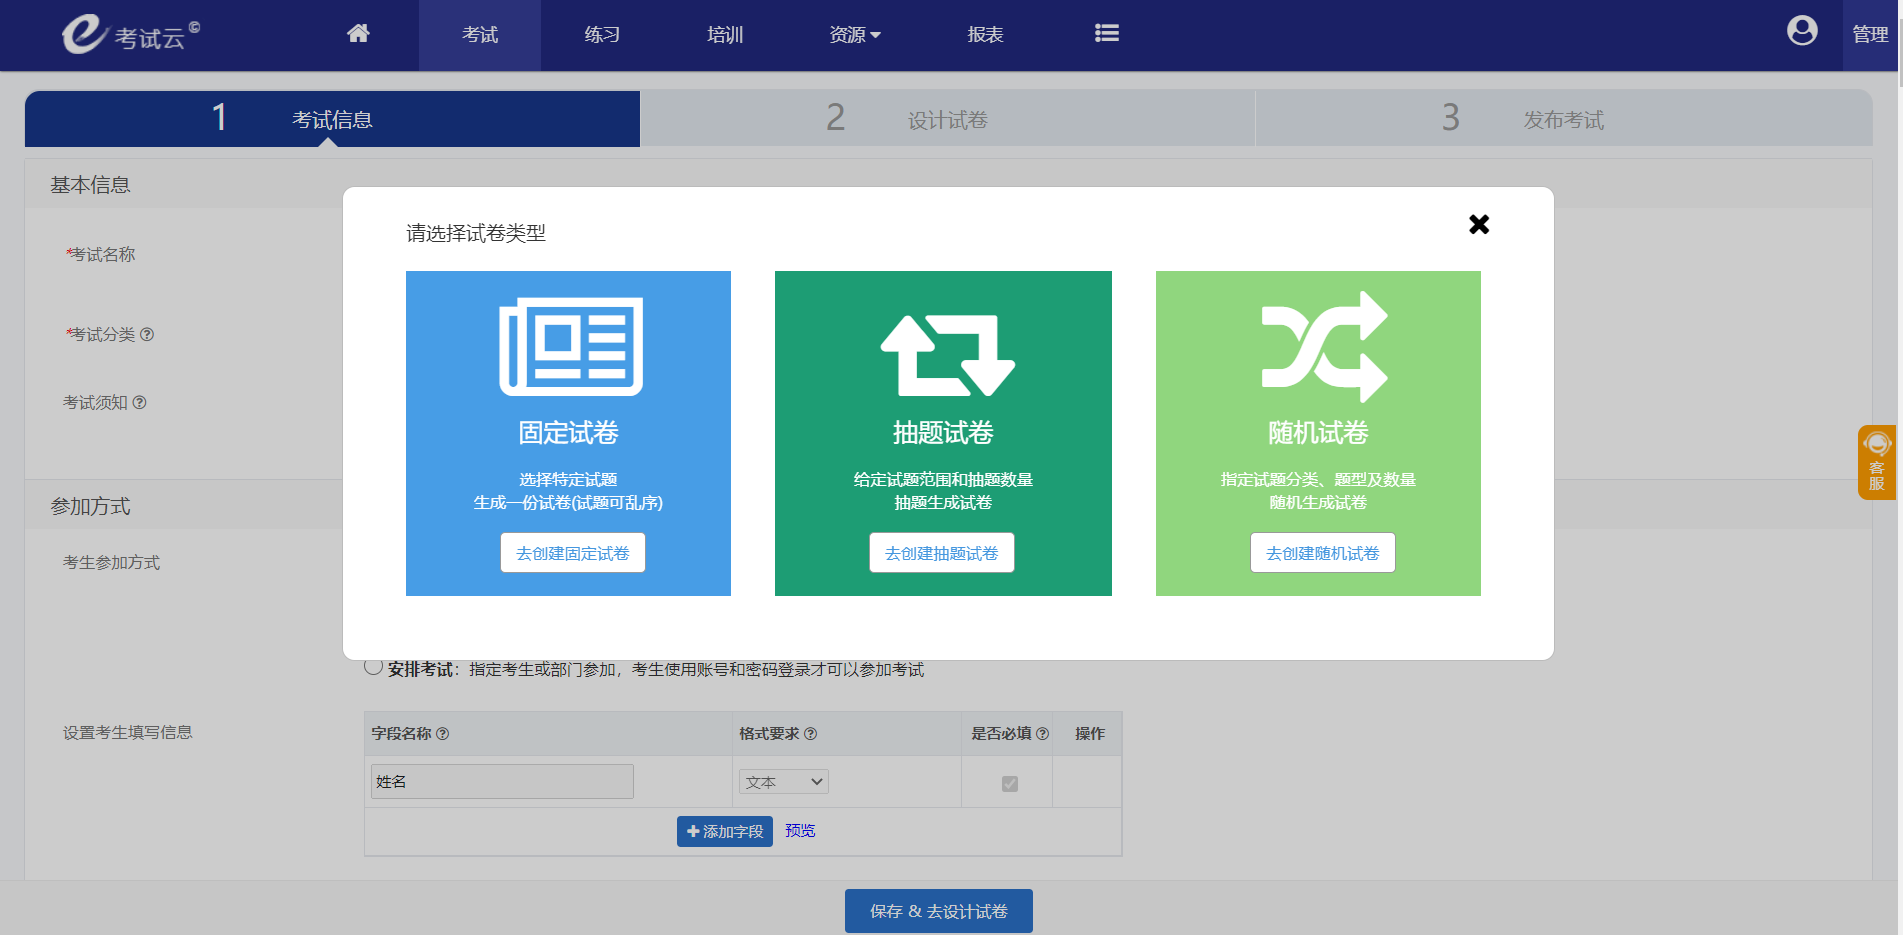 考试云©
考试
练习
培训
资源
报表
管理
1 考试信息
2 设计试卷
3 发布考试
基本信息
*考试名称
*考试分类
考试须知
参加方式
考生参加方式
设置考生填写信息
请选择试卷类型
固定试卷
选择特定试题
生成一份试卷(试题可乱序)
去创建固定试卷
抽题试卷
给定试题范围和抽题数量
抽题生成试卷
去创建抽题试卷
随机试卷
指定试题分类、题型及数量
随机生成试卷
去创建随机试卷
客
服
安排考试：指定考生或部门参加，考生使用账号和密码登录才可以参加考试
字段名称 格式要求 是否必填 操作
姓名 文本
添加字段 预览
保存 & 去设计试卷